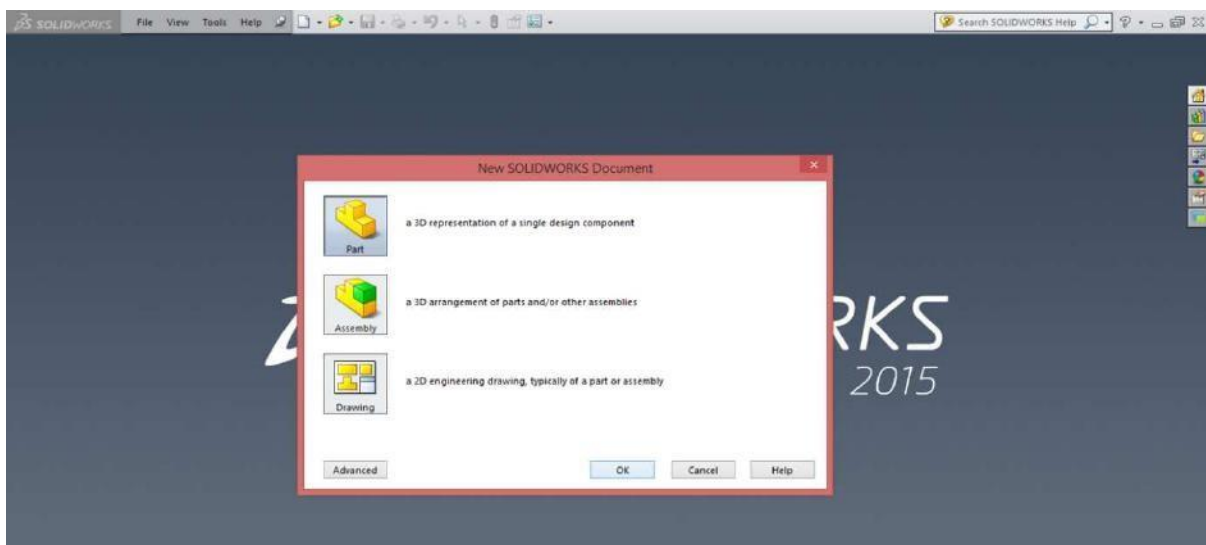 SOLIDWORKS File View Tools Help Search SOLIDWORKS Help
New SOLIDWORKS Document
Part
a 3D representation of a single design component
Assembly
a 3D arrangement of parts and/or other assemblies
RKS
Drawing
a 2D engineering drawing, typically of a part or assembly
2015
Advanced OK Cancel Help